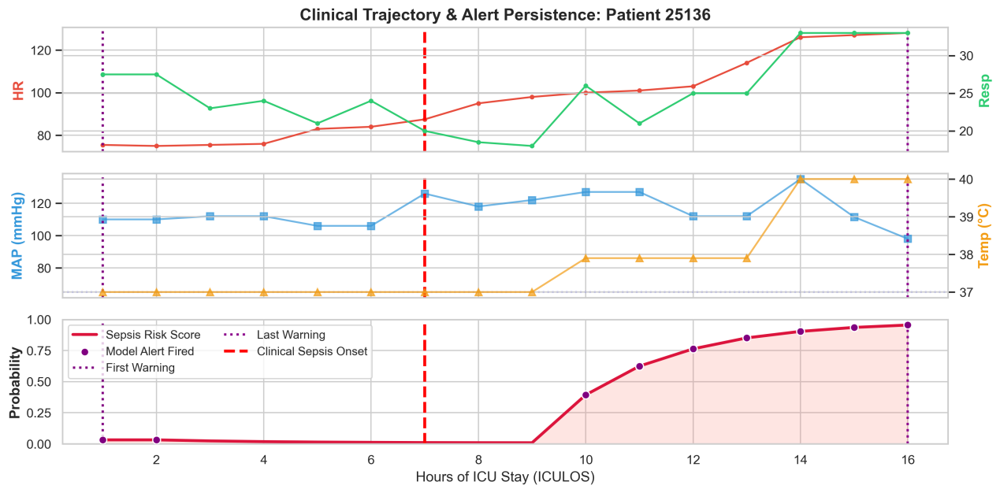 Clinical Trajectory & Alert Persistence: Patient 25136
HR
120
100
80
30
25
20
Resp
MAP (mmHg)
120
100
80
40
39
38
37
Temp (°C)
Probability
1.00
0.75
0.50
0.25
0.00
Sepsis Risk Score
Model Alert Fired
First Warning
Last Warning
Clinical Sepsis Onset
2 4 6 8 10 12 14 16
Hours of ICU Stay (ICULOS)